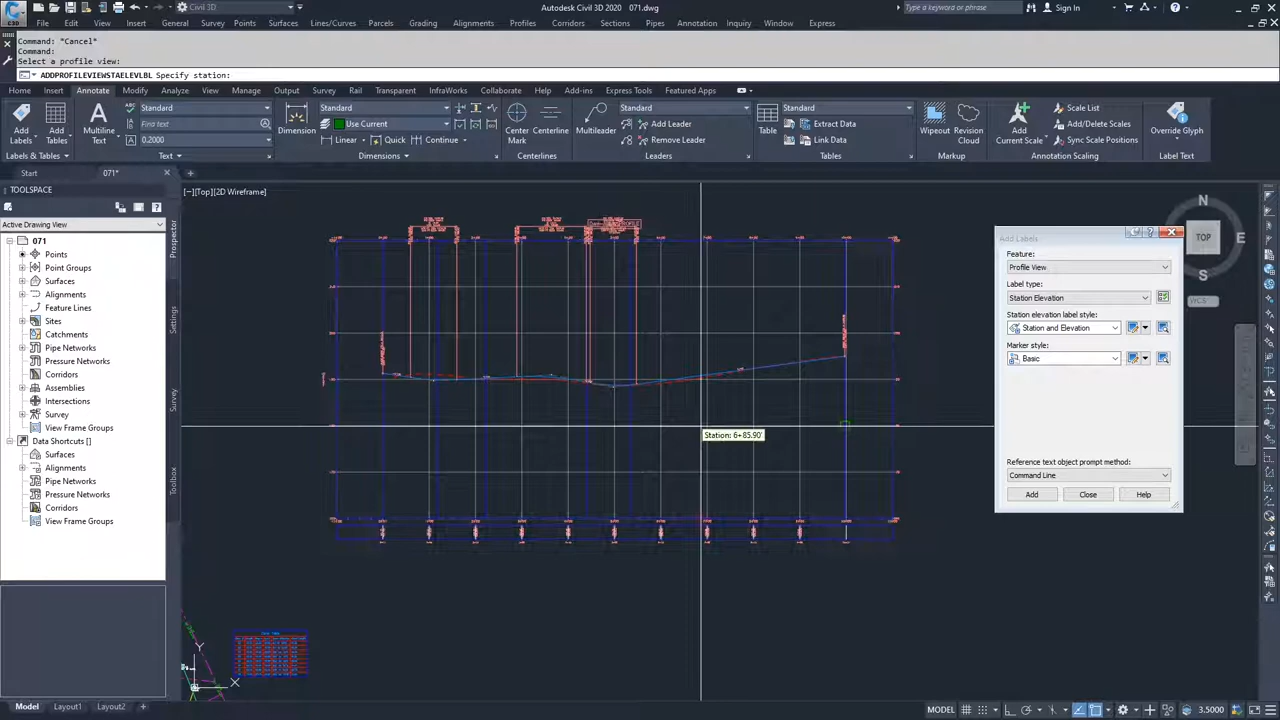 Civil 3D
Autodesk Civil 3D 2020 071.dwg
Type a keyword or phrase
Sign In
C3D
Home Insert General Survey Points Surfaces Lines/Curves Parcels Grading Alignments Profiles Corridors Sections Pipes Annotation Inquiry Window Express
Command: *Cancel*
Command:
Select a profile view:
ADDPROFILEVIEWSTAELEVLBL Specify station:
Home Insert Annotate Modify Analyze View Manage Output Survey Rail Transparent InfraWorks Collaborate Help Add-ins Express Tools Featured Apps
Add Labels
Add Tables
Labels & Tables
Multiline Text
Standard
Find text
0.2000
Text
Dimension
Standard
Use Current
Linear Quick Continue
Dimensions
Center Mark
Centerline
Centerlines
Multileader
Standard
Add Leader
Remove Leader
Leaders
Table
Standard
Extract Data
Link Data
Tables
Wipeout
Revision Cloud
Markup
Add Current Scale
Scale List
Add/Delete Scales
Sync Scale Positions
Annotation Scaling
Override Glyph
Label Text
Start
071*
TOOLSPACE
Active Drawing View
071
Points
Point Groups
Surfaces
Alignments
Feature Lines
Sites
Catchments
Pipe Networks
Pressure Networks
Corridors
Assemblies
Intersections
Survey
View Frame Groups
Data Shortcuts []
Surfaces
Alignments
Pipe Networks
Pressure Networks
Corridors
View Frame Groups
Prospector
Settings
Survey
Toolbox
[—][Top][2D Wireframe]
Station: 6+85.90'
N
TOP
E
S
WCS
Y
X
Add Labels
Feature:
Profile View
Label type:
Station Elevation
Station elevation label style:
Station and Elevation
Marker style:
Basic
Reference text object prompt method:
Command Line
Add Close Help
Model Layout1 Layout2 +
MODEL
3.5000